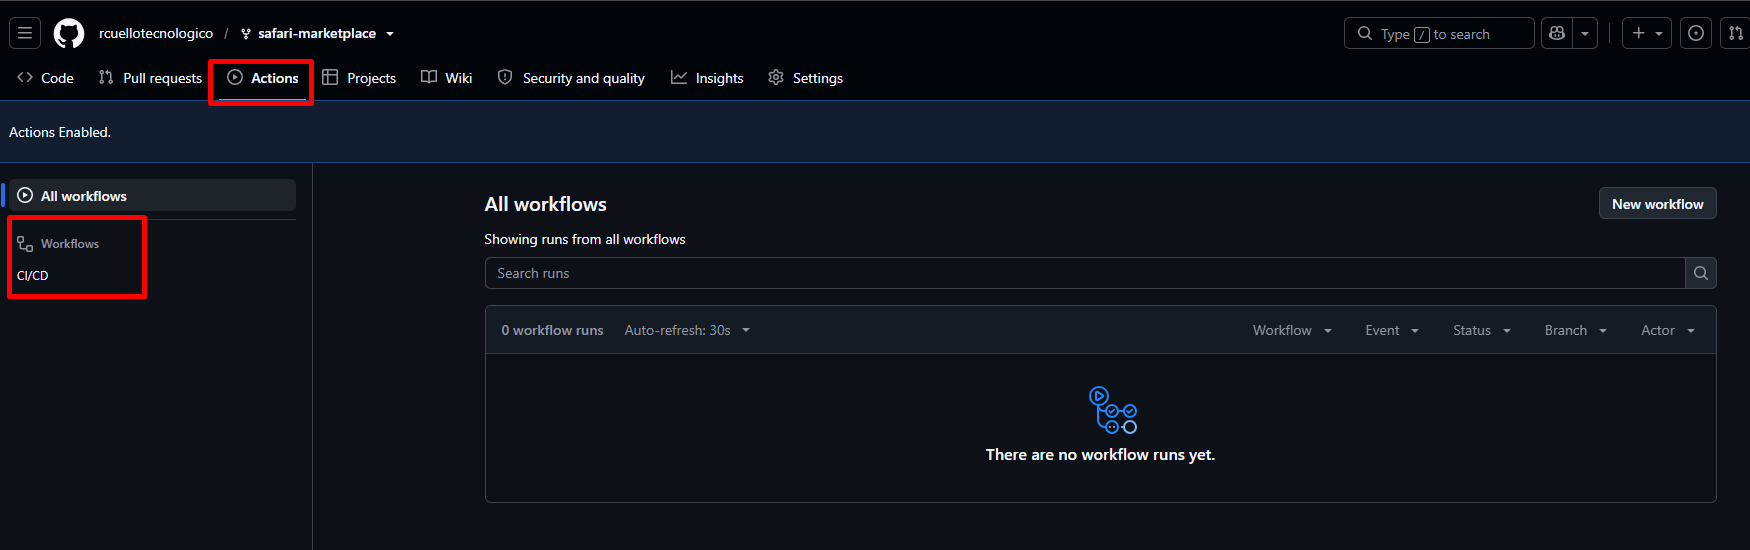 rcuellotecnologico / safari-marketplace
Type / to search
Code Pull requests Actions Projects Wiki Security and quality Insights Settings
Actions Enabled.
All workflows
Workflows
CI/CD
All workflows
New workflow
Showing runs from all workflows
Search runs
0 workflow runs Auto-refresh: 30s Workflow Event Status Branch Actor
There are no workflow runs yet.